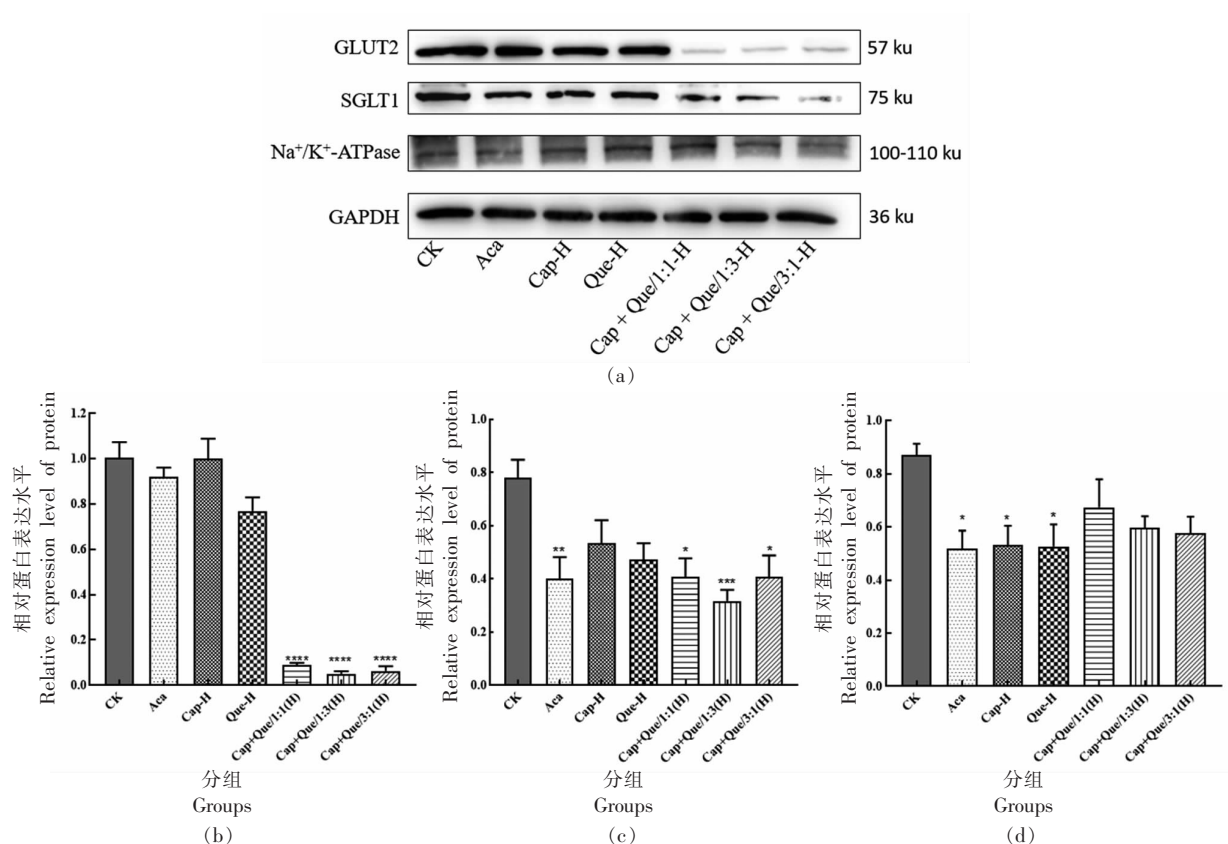 GLUT2
57 ku
SGLT1
75 ku
Na⁺/K⁺-ATPase
100-110 ku
GAPDH
36 ku
CK
Aca
Cap-H
Que-H
Cap + Que/1:1-H
Cap + Que/1:3-H
Cap + Que/3:1-H
(a)
相对蛋白表达水平
Relative expression level of protein
1.2
1.0
0.8
0.6
0.4
0.2
0.0
****
****
****
CK
Aca
Cap-H
Que-H
Cap+Que/1:1(H)
Cap+Que/1:3(H)
Cap+Que/3:1(H)
分组
Groups
(b)
相对蛋白表达水平
Relative expression level of protein
1.0
0.8
0.6
0.4
0.2
0.0
**
*
***
*
CK
Aca
Cap-H
Que-H
Cap+Que/1:1(H)
Cap+Que/1:3(H)
Cap+Que/3:1(H)
分组
Groups
(c)
相对蛋白表达水平
Relative expression level of protein
1.0
0.8
0.6
0.4
0.2
0.0
*
*
*
CK
Aca
Cap-H
Que-H
Cap+Que/1:1(H)
Cap+Que/1:3(H)
Cap+Que/3:1(H)
分组
Groups
(d)